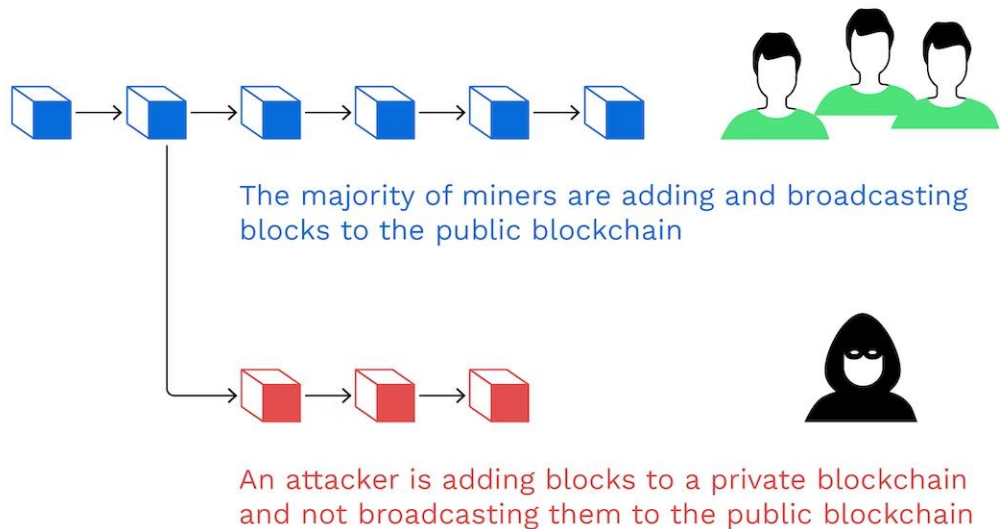 The majority of miners are adding and broadcasting
blocks to the public blockchain
An attacker is adding blocks to a private blockchain
and not broadcasting them to the public blockchain